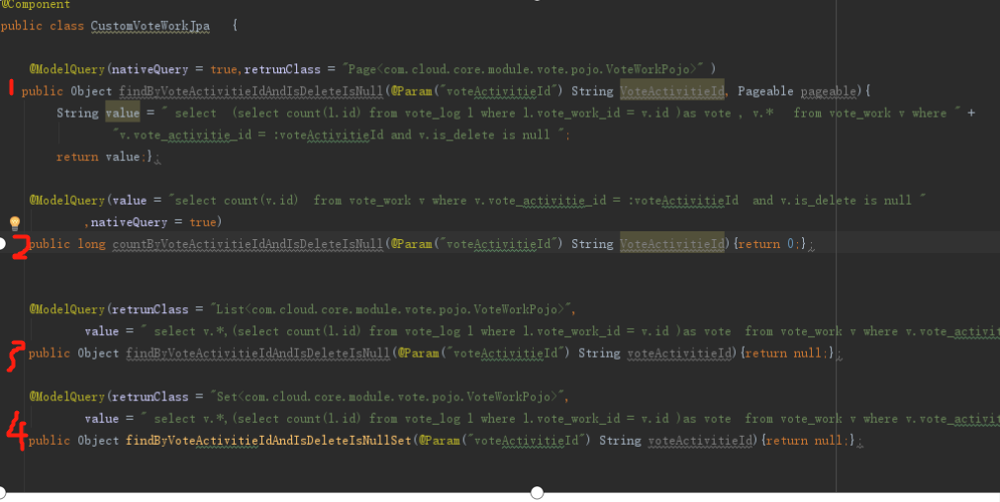 @Component
public class CustomVoteWorkJpa {
@ModelQuery(nativeQuery = true,retrunClass = "Page<com.cloud.core.module.vote.pojo.VoteWorkPojo>" )
1 public Object findByVoteActivitieIdAndIsDeleteIsNull(@Param("voteActivitieId") String VoteActivitieId, Pageable pageable){
String value = " select (select count(l.id) from vote_log l where l.vote_work_id = v.id )as vote , v.* from vote_work v where " +
"v.vote_activitie_id = :voteActivitieId and v.is_delete is null ";
return value;};
@ModelQuery(value = "select count(v.id) from vote_work v where v.vote_activitie_id = :voteActivitieId and v.is_delete is null "
,nativeQuery = true)
2 public long countByVoteActivitieIdAndIsDeleteIsNull(@Param("voteActivitieId") String VoteActivitieId){return 0;};
@ModelQuery(retrunClass = "List<com.cloud.core.module.vote.pojo.VoteWorkPojo>",
value = " select v.*,(select count(l.id) from vote_log l where l.vote_work_id = v.id )as vote from vote_work v where v.vote_activit
3 public Object findByVoteActivitieIdAndIsDeleteIsNull(@Param("voteActivitieId") String voteActivitieId){return null;};
@ModelQuery(retrunClass = "Set<com.cloud.core.module.vote.pojo.VoteWorkPojo>",
value = " select v.*,(select count(l.id) from vote_log l where l.vote_work_id = v.id )as vote from vote_work v where v.vote_activit
4 public Object findByVoteActivitieIdAndIsDeleteIsNullSet(@Param("voteActivitieId") String voteActivitieId){return null;};